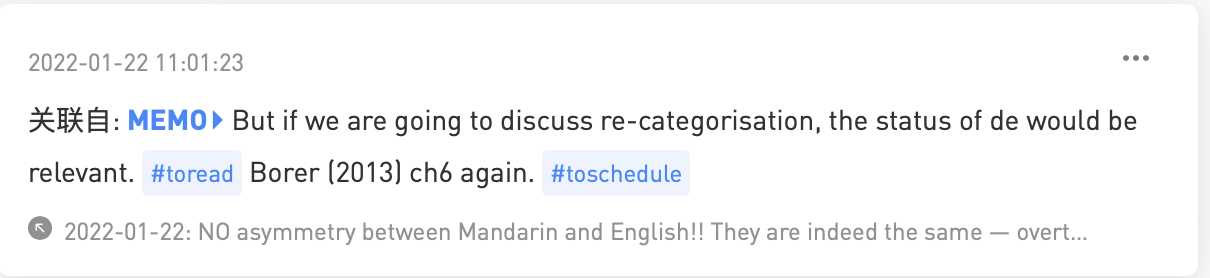 2022-01-22 11:01:23
关联自: MEMO But if we are going to discuss re-categorisation, the status of de would be
relevant. #toread Borer (2013) ch6 again. #toschedule
2022-01-22: NO asymmetry between Mandarin and English!! They are indeed the same — overt...